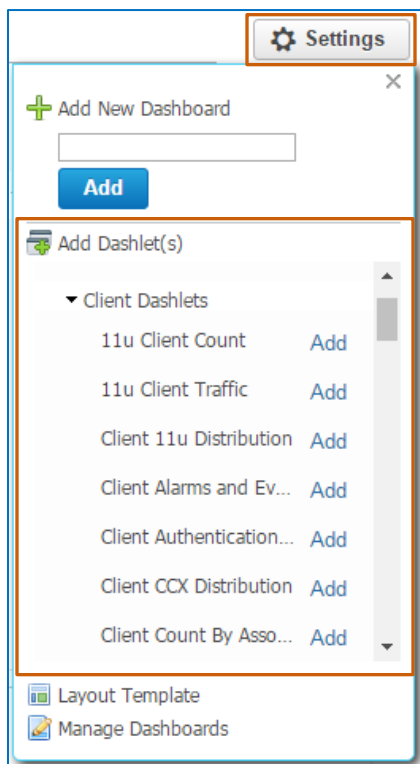 Settings
Add New Dashboard
Add
Add Dashlet(s)
Client Dashlets
11u Client Count Add
11u Client Traffic Add
Client 11u Distribution Add
Client Alarms and Ev... Add
Client Authentication... Add
Client CCX Distribution Add
Client Count By Asso... Add
Layout Template
Manage Dashboards